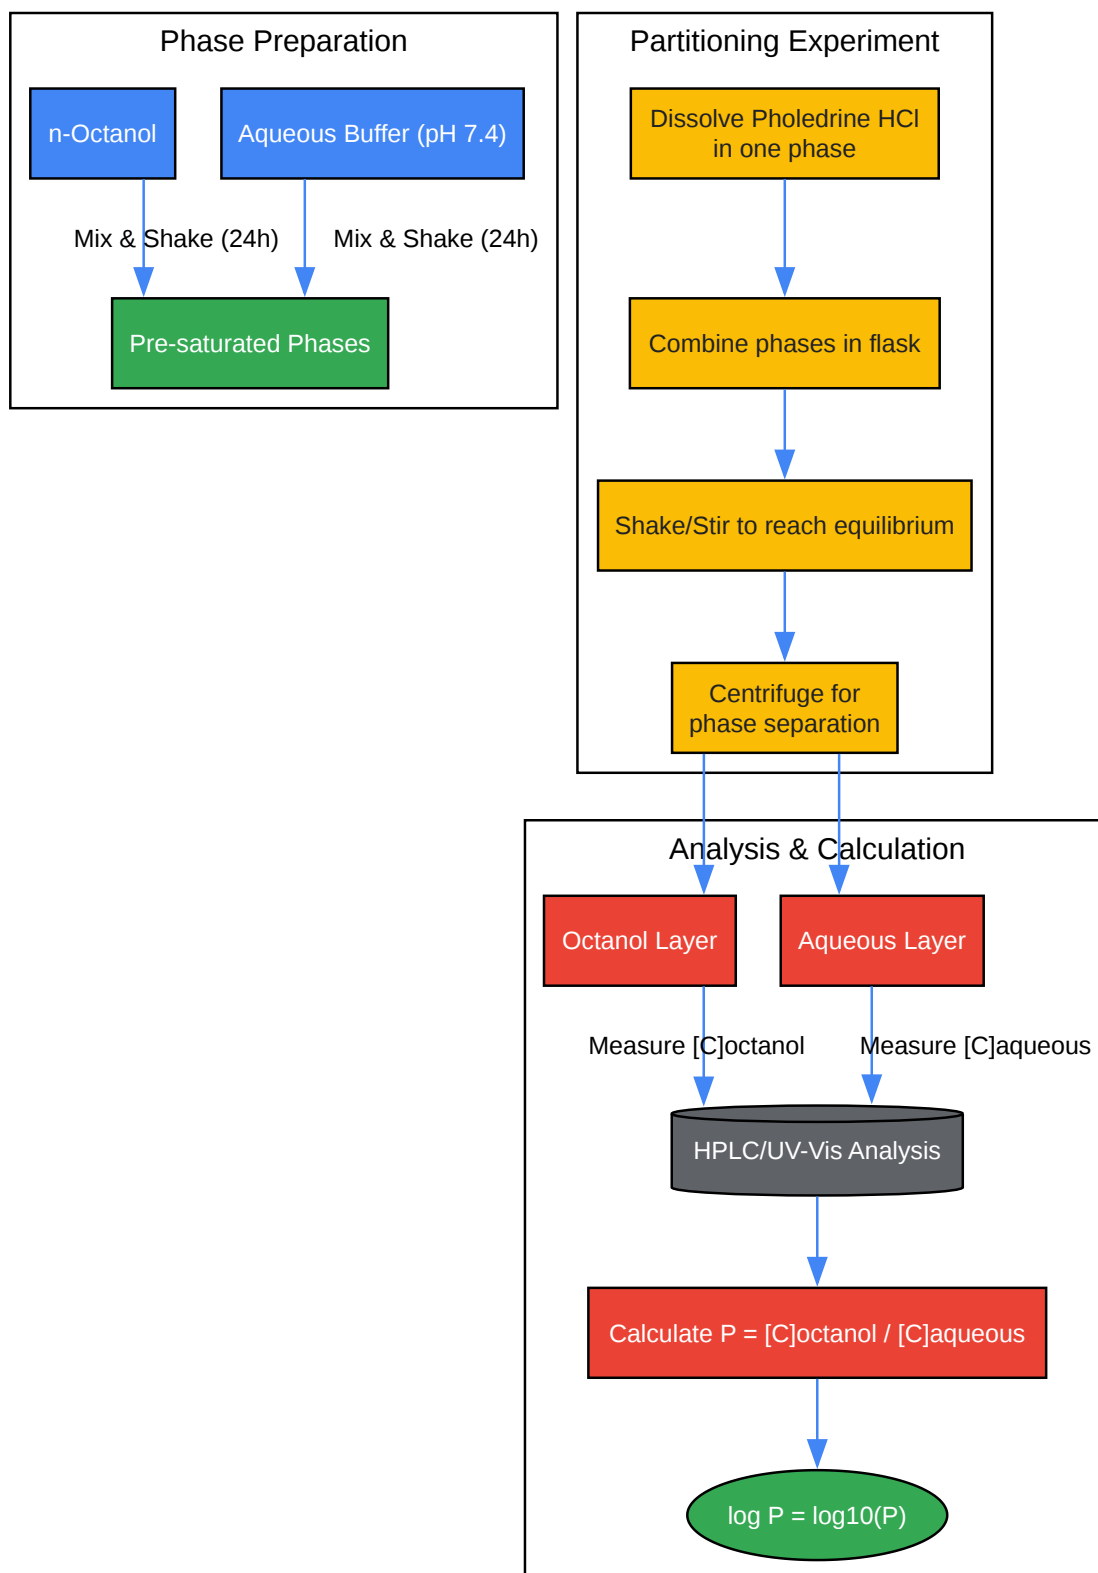 Phase Preparation
n-Octanol
Aqueous Buffer (pH 7.4)
Mix & Shake (24h)
Mix & Shake (24h)
Pre-saturated Phases
Partitioning Experiment
Dissolve Pholedrine HCl
in one phase
Combine phases in flask
Shake/Stir to reach equilibrium
Centrifuge for
phase separation
Analysis & Calculation
Octanol Layer
Aqueous Layer
Measure [C]octanol
Measure [C]aqueous
HPLC/UV-Vis Analysis
Calculate P = [C]octanol / [C]aqueous
log P = log10(P)